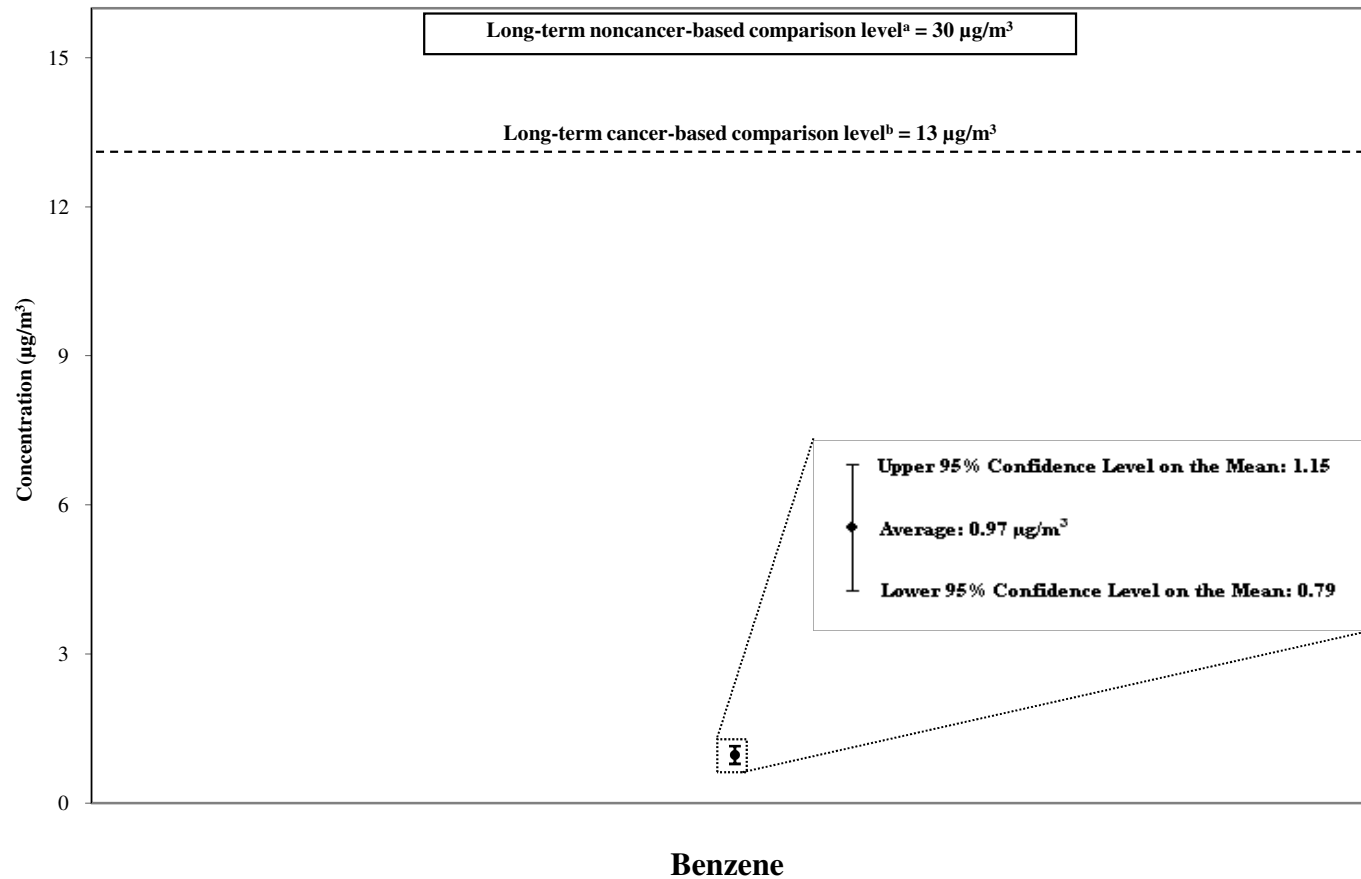 Long-term noncancer-based comparison levelᵃ = 30 µg/m³
15
Long-term cancer-based comparison levelᵇ = 13 µg/m³
12
9
Concentration (µg/m³)
Upper 95% Confidence Level on the Mean: 1.15
6
Average: 0.97 µg/m³
Lower 95% Confidence Level on the Mean: 0.79
3
0
Benzene